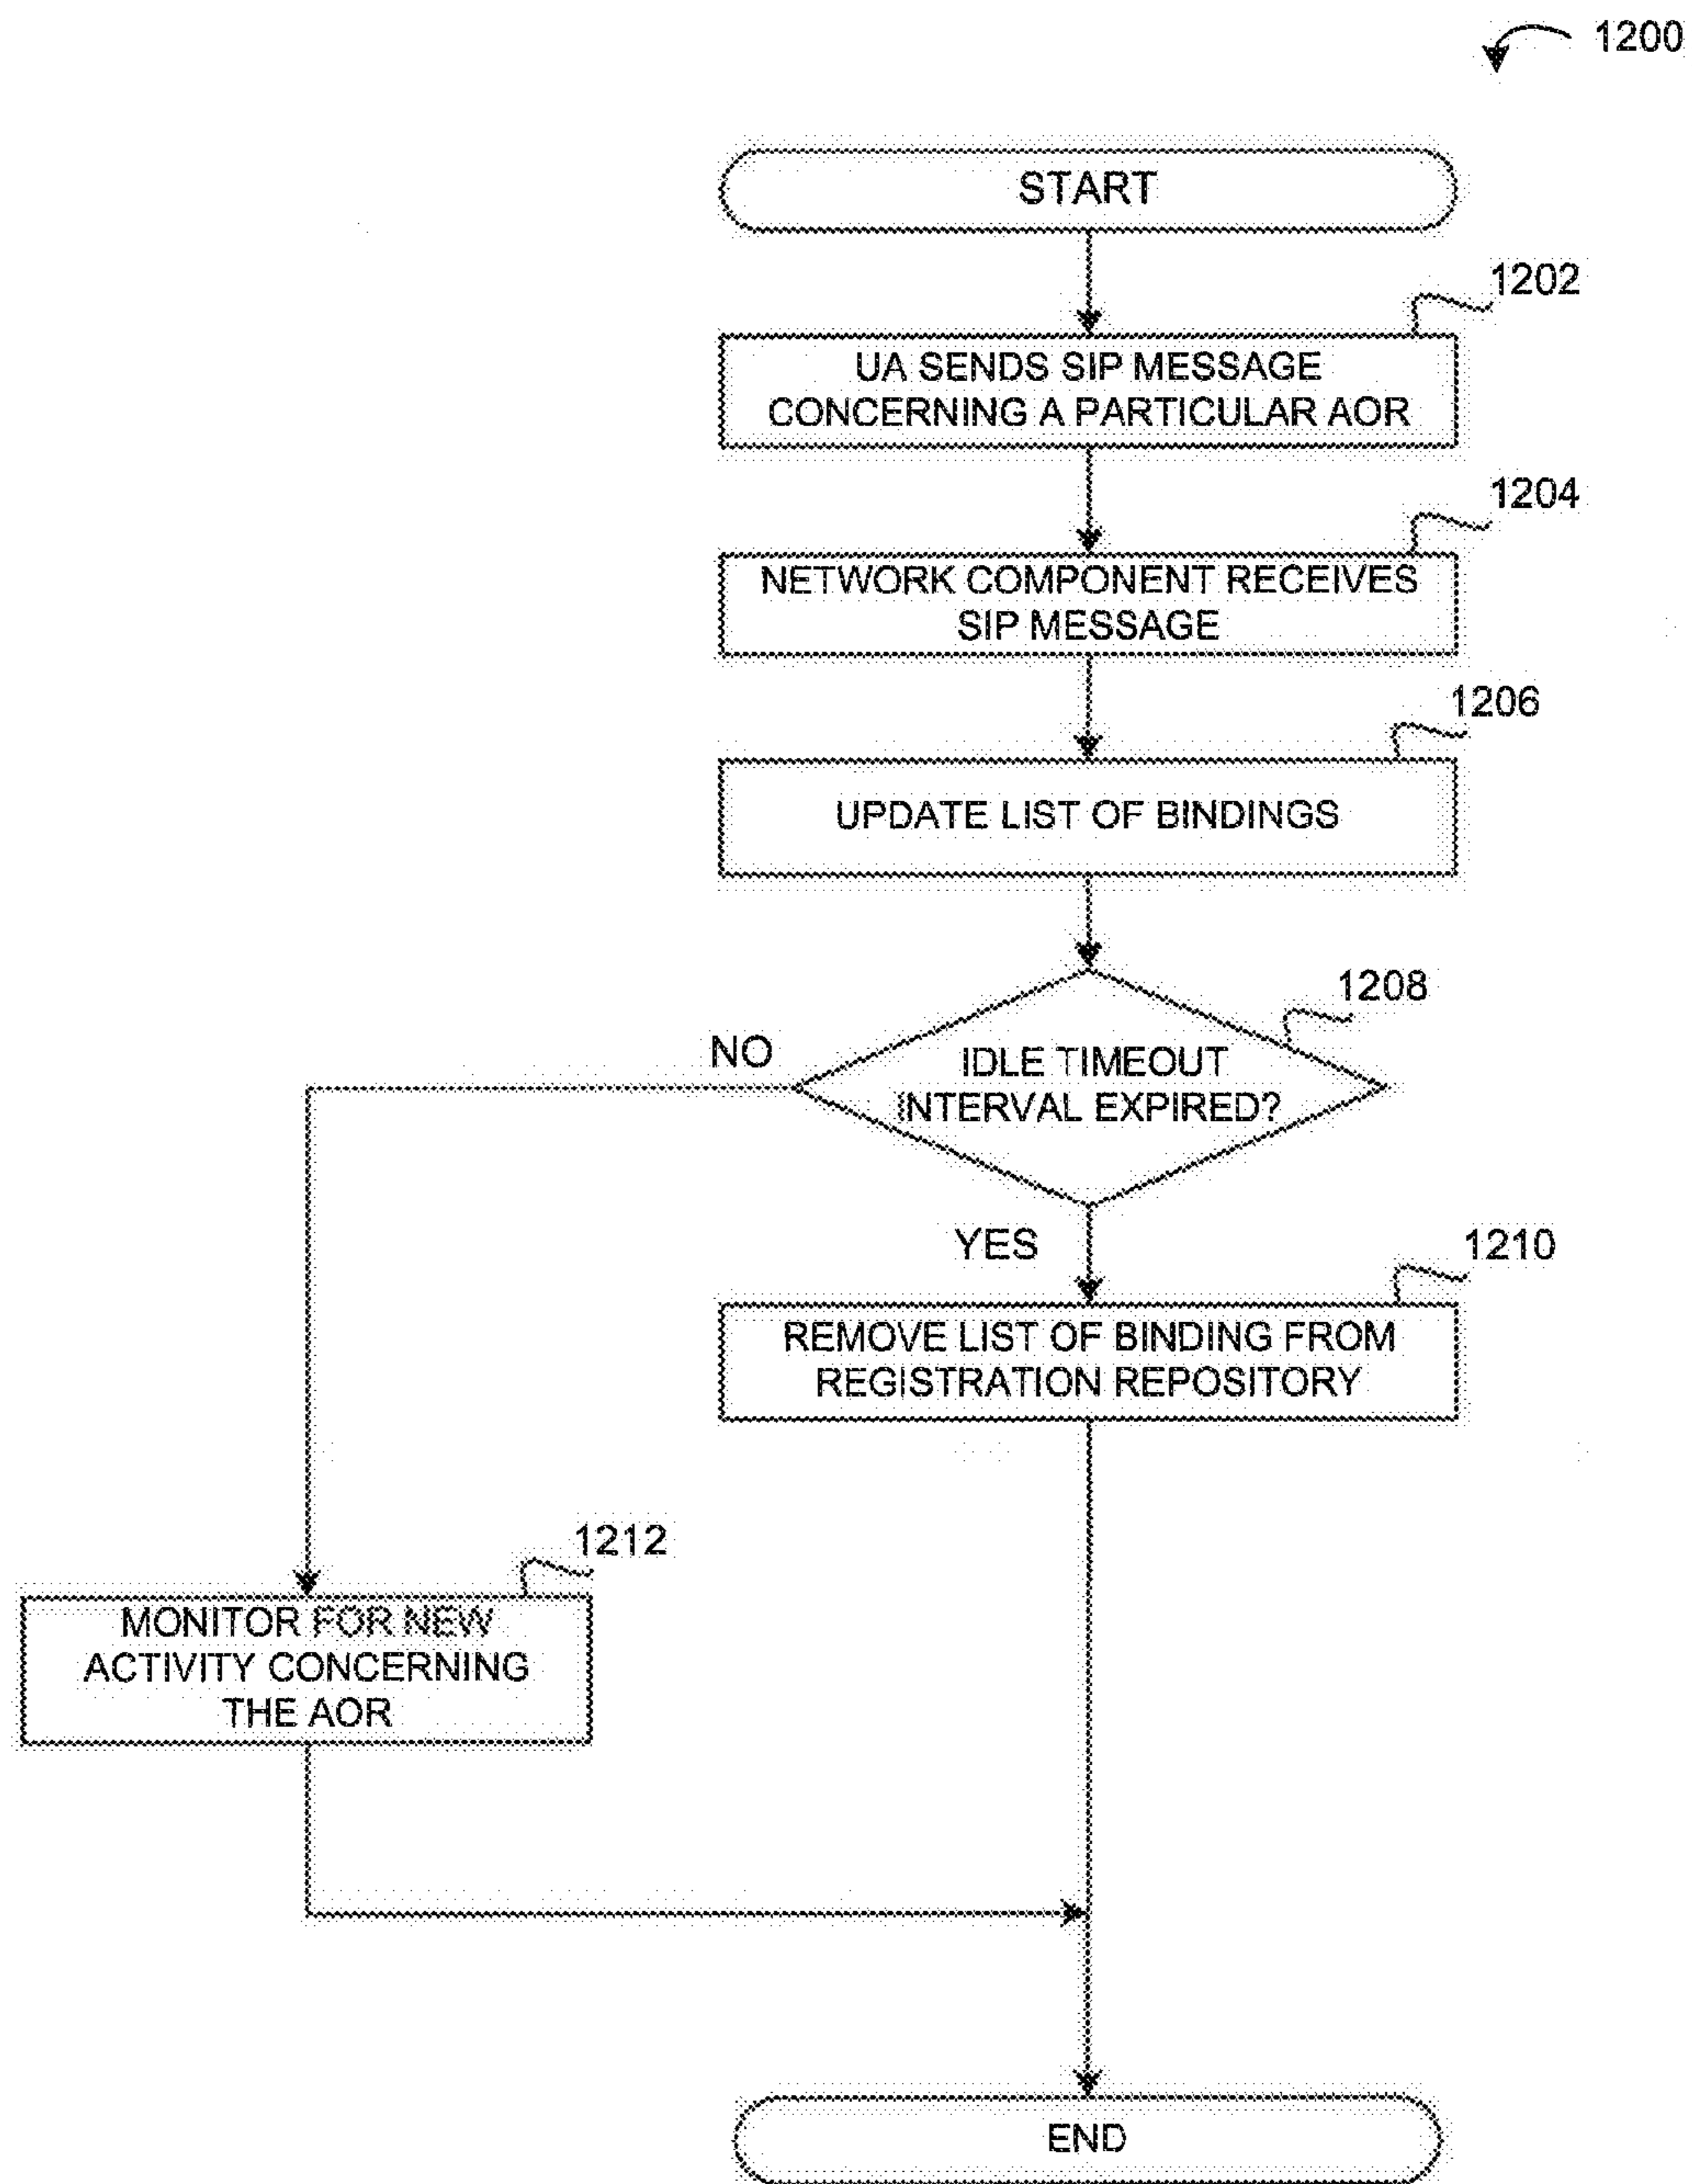 1200
START
1202
UA SENDS SIP MESSAGE
CONCERNING A PARTICULAR AOR
1204
NETWORK COMPONENT RECEIVES
SIP MESSAGE
1206
UPDATE LIST OF BINDINGS
1208
NO
IDLE TIMEOUT
INTERVAL EXPIRED?
YES
1210
REMOVE LIST OF BINDING FROM
REGISTRATION REPOSITORY
1212
MONITOR FOR NEW
ACTIVITY CONCERNING
THE AOR
END